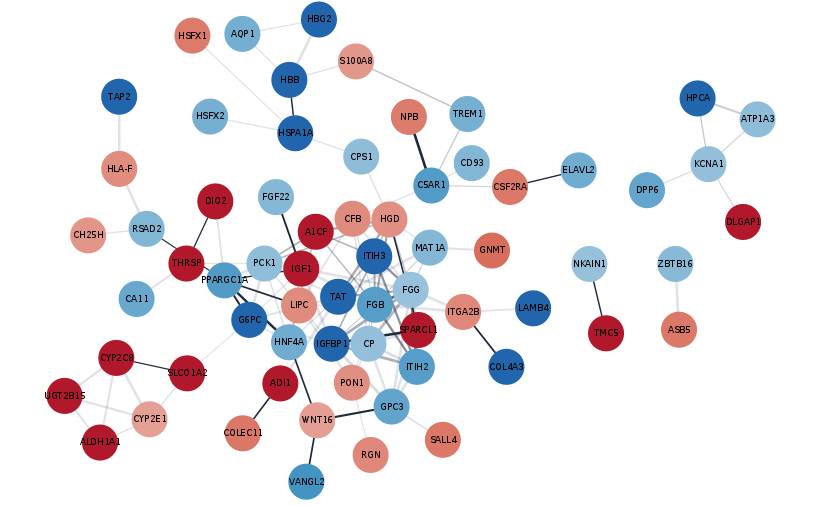 HBG2
HSFX1
AQP1
S100A8
HBB
TAP2
HPCA
HSFX2
NPB
TREM1
ATP1A3
HSPA1A
CPS1
CD93
KCNA1
HLA-F
ELAVL2
C5AR1
CSF2RA
DPP6
FGF22
DIO2
CFB
HGD
DLGAP1
RSAD2
CH25H
A1CF
MAT1A
GNMT
ITIH3
THRSP
PCK1
IGF1
NKAIN1
ZBTB16
PPARGC1A
FGG
CA11
TAT
LIPC
FGB
ITGA2B
LAMB4
G6PC
SPARCL1
TMC5
ASB5
HNF4A
IGFBP1
CP
CYP2C8
ITIH2
COL4A3
SLCO1A2
ADI1
PON1
UGT2B15
GPC3
CYP2E1
WNT16
COLEC11
ALDH1A1
SALL4
RGN
VANGL2